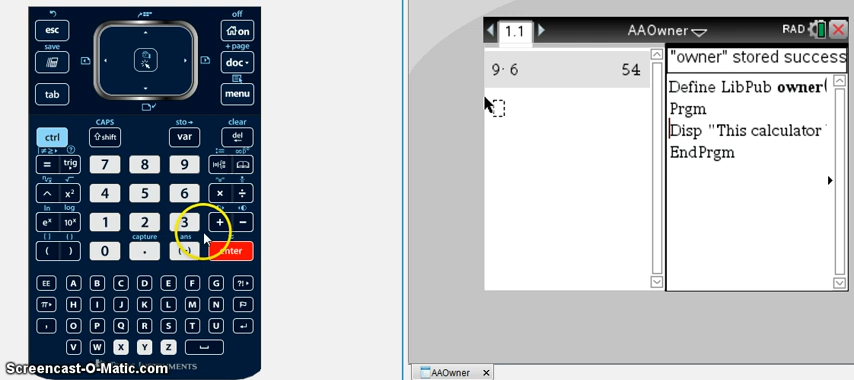 off
esc
on
save
+ page
doc
tab
menu
CAPS
sto→
clear
ctrl
shift
var
del
= trig 7 8 9
^ x² 4 5 6 × ÷
ln log
eˣ 10ˣ 1 2 3 + −
capture ans
( ) 0 . (-) enter
EE A B C D E F G ?!
π H I J K L M N
, O P Q R S T U
V W X Y Z
Screencast-O-Matic.com
1.1
AAOwner
RAD
9·6 54
"owner" stored success
Define LibPub owner(
Prgm
Disp "This calculator
EndPrgm
AAOwner